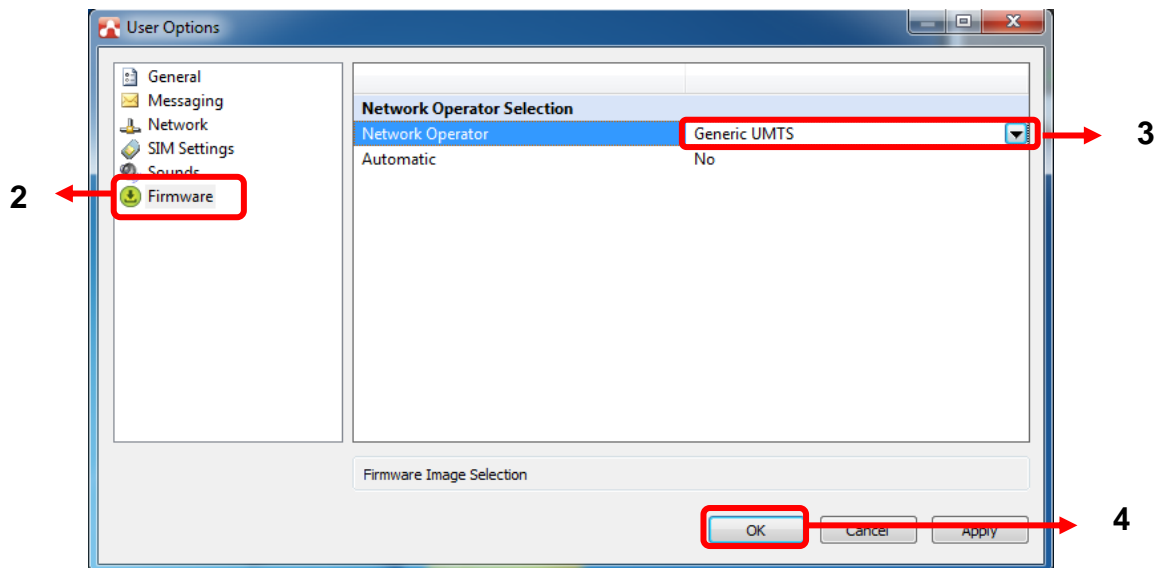 User Options
General
Messaging
Network
SIM Settings
Sounds
Firmware
Network Operator Selection
Network Operator Generic UMTS
Automatic No
Firmware Image Selection
OK Cancel Apply
2
3
4